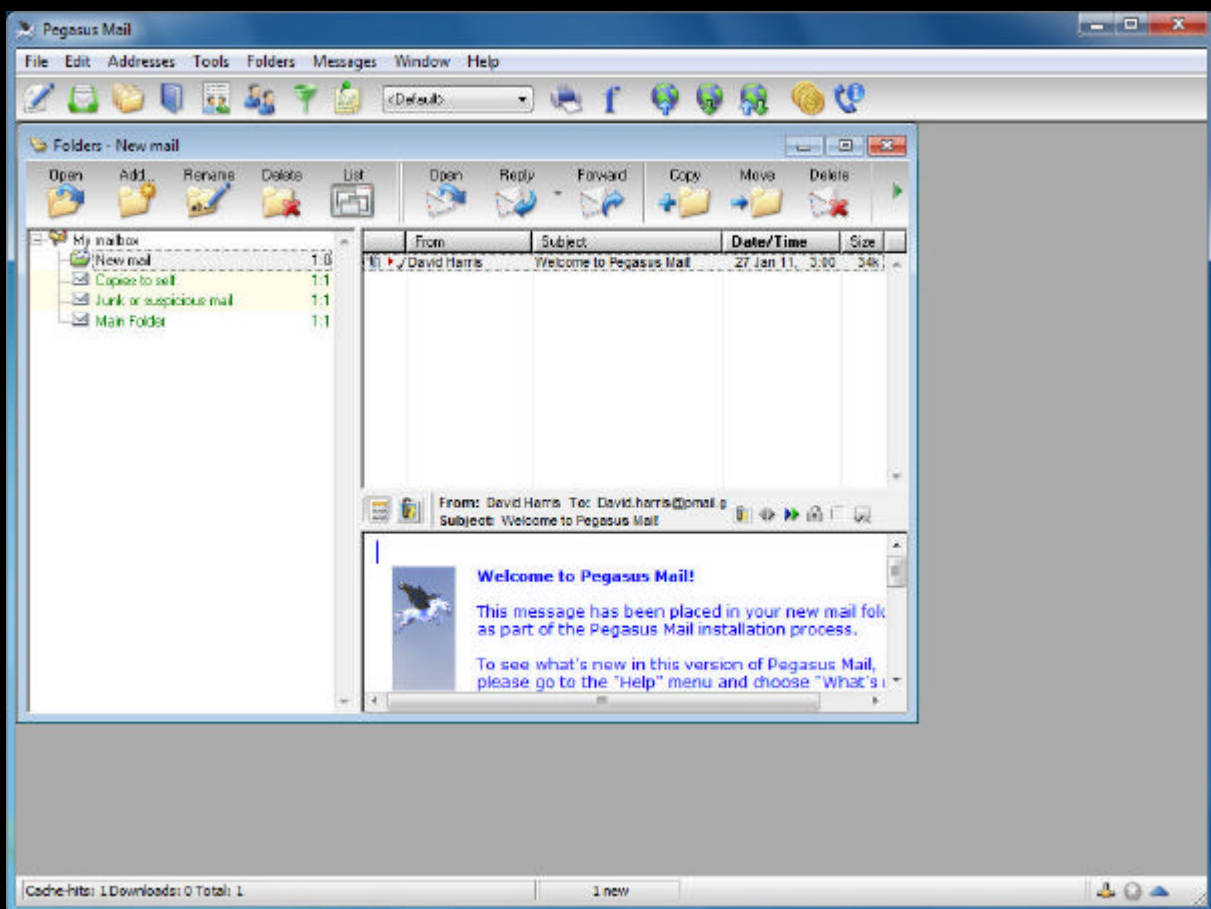 Pegasus Mail
File Edit Addresses Tools Folders Messages Window Help
<Default>
Folders - New mail
Open Add... Rename Delete List Open Reply Forward Copy Move Delete
My mailbox
New mail 1:0
Copies to self 1:1
Junk or suspicious mail 1:1
Main Folder 1:1
From Subject Date/Time Size
David Harris Welcome to Pegasus Mail! 27 Jan 11, 3:00 34k
From: David Harris To: David.harris@pmail.g
Subject: Welcome to Pegasus Mail!
Welcome to Pegasus Mail!
This message has been placed in your new mail fold
as part of the Pegasus Mail installation process.
To see what's new in this version of Pegasus Mail,
please go to the "Help" menu and choose "What's
Cache-hits: 1 Downloads: 0 Total: 1
1 new